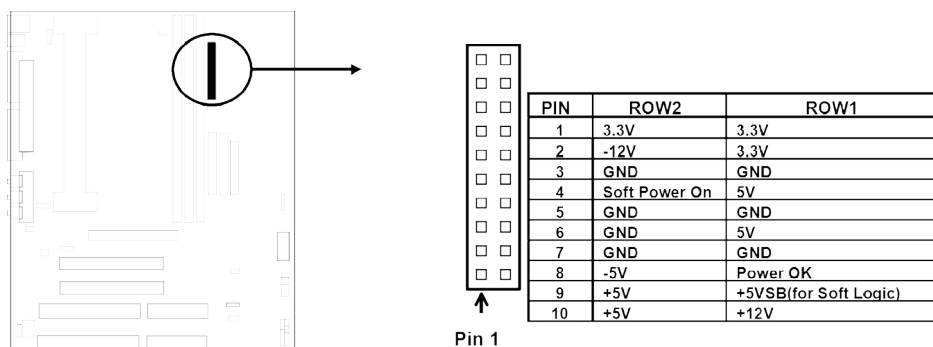 PIN ROW2 ROW1
1 3.3V 3.3V
2 -12V 3.3V
3 GND GND
4 Soft Power On 5V
5 GND GND
6 GND 5V
7 GND GND
8 -5V Power OK
9 +5V +5VSB(for Soft Logic)
10 +5V +12V
Pin 1